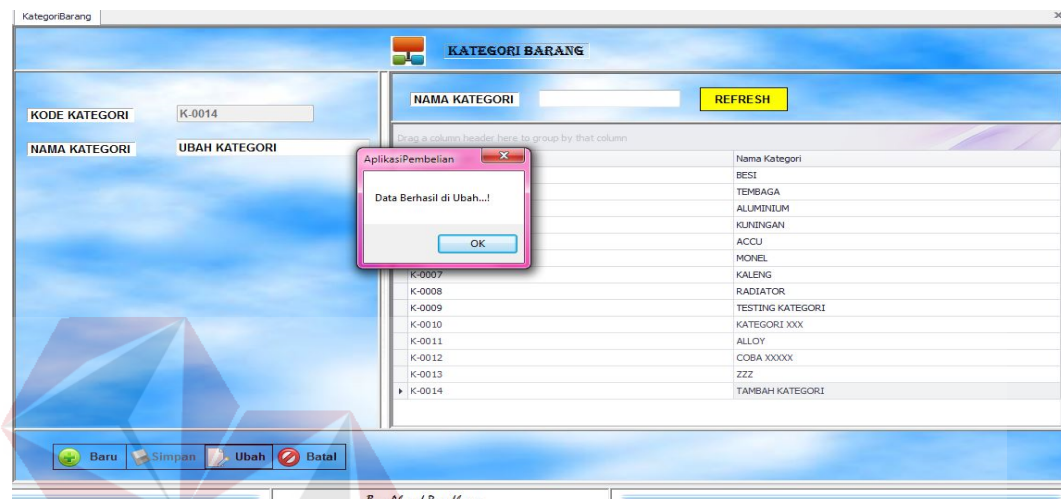 KategoriBarang
KATEGORI BARANG
KODE KATEGORI
K-0014
NAMA KATEGORI
UBAH KATEGORI
NAMA KATEGORI
REFRESH
Drag a column header here to group by that column
Nama Kategori
BESI
TEMBAGA
ALUMINIUM
KUNINGAN
ACCU
MONEL
K-0007 KALENG
K-0008 RADIATOR
K-0009 TESTING KATEGORI
K-0010 KATEGORI XXX
K-0011 ALLOY
K-0012 COBA XXXXX
K-0013 ZZZ
K-0014 TAMBAH KATEGORI
AplikasiPembelian
Data Berhasil di Ubah...!
OK
Baru Simpan Ubah Batal